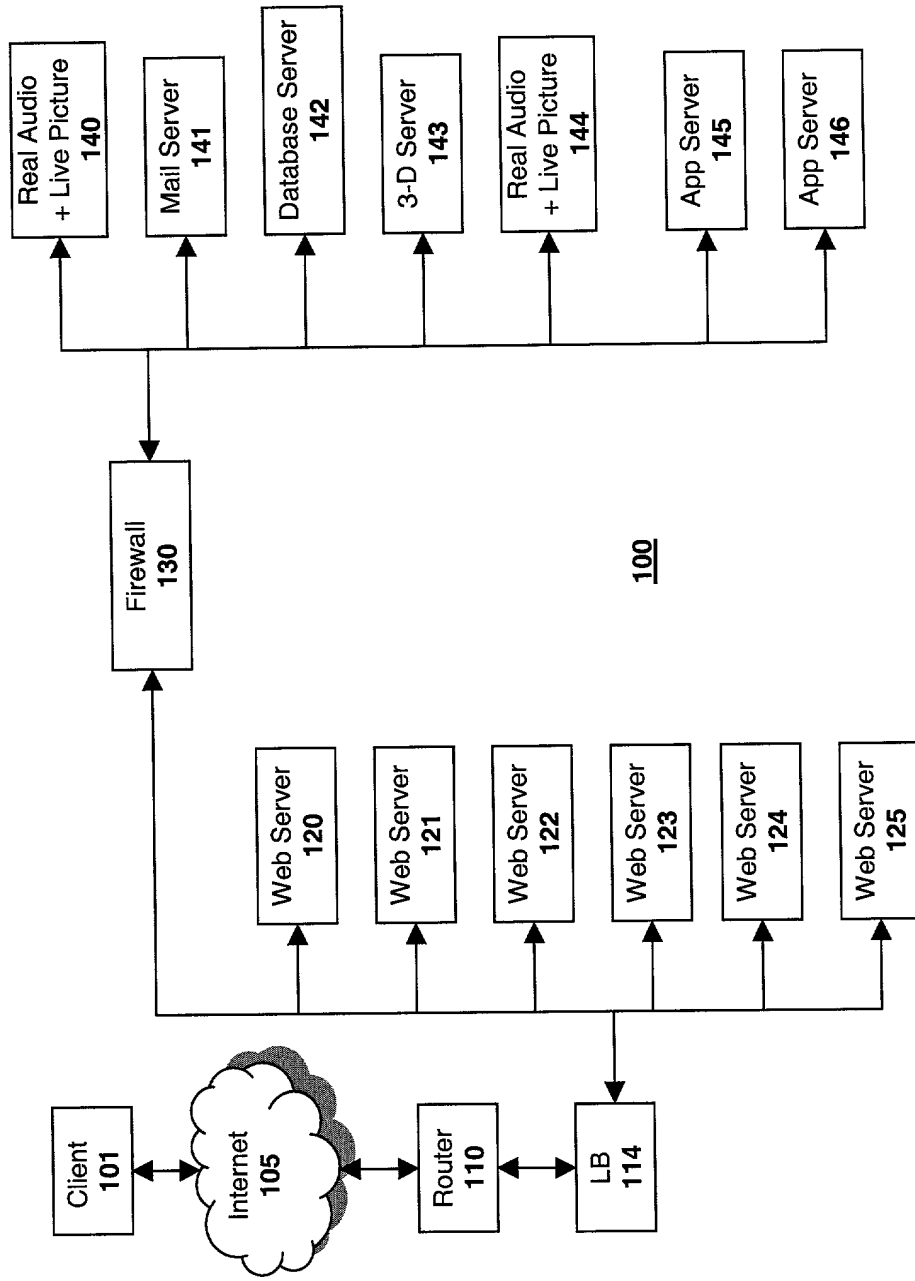 Client
101
Internet
105
Router
110
LB
114
Web Server
120
Web Server
121
Web Server
122
Web Server
123
Web Server
124
Web Server
125
Firewall
130
100
Real Audio
+ Live Picture
140
Mail Server
141
Database Server
142
3-D Server
143
Real Audio
+ Live Picture
144
App Server
145
App Server
146